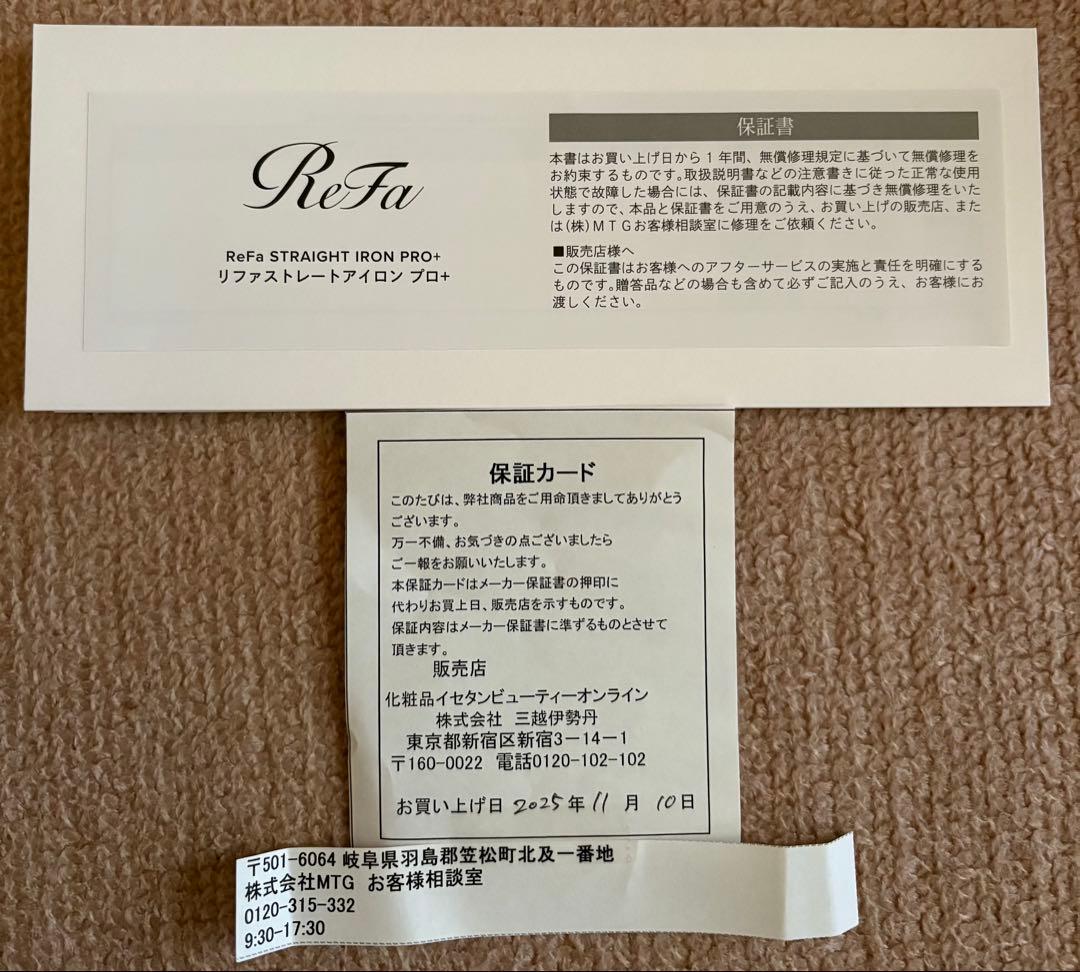 ReFa
ReFa STRAIGHT IRON PRO+
リファストレートアイロン プロ+
保証書
本書はお買い上げ日から1年間、無償修理規定に基づいて無償修理を
お約束するものです。取扱説明書などの注意書きに従った正常な使用
状態で故障した場合には、保証書の記載内容に基づき無償修理をいた
しますので、本品と保証書をご用意のうえ、お買い上げの販売店、また
は(株)MTGお客様相談室に修理をご依頼ください。
■販売店様へ
この保証書はお客様へのアフターサービスの実施と責任を明確にする
ものです。贈答品などの場合も含めて必ずご記入のうえ、お客様にお
渡しください。
保証カード
このたびは、弊社商品をご用命頂きましてありがとう
ございます。
万一不備、お気づきの点ございましたら
ご一報をお願いいたします。
本保証カードはメーカー保証書の押印に
代わりお買上日、販売店を示すものです。
保証内容はメーカー保証書に準ずるものとさせて
頂きます。
販売店
化粧品イセタンビューティーオンライン
株式会社 三越伊勢丹
東京都新宿区新宿3-14-1
〒160-0022 電話0120-102-102
お買い上げ日 2025年 11 月 10日
〒501-6064 岐阜県羽島郡笠松町北及一番地
株式会社MTG お客様相談室
0120-315-332
9:30-17:30